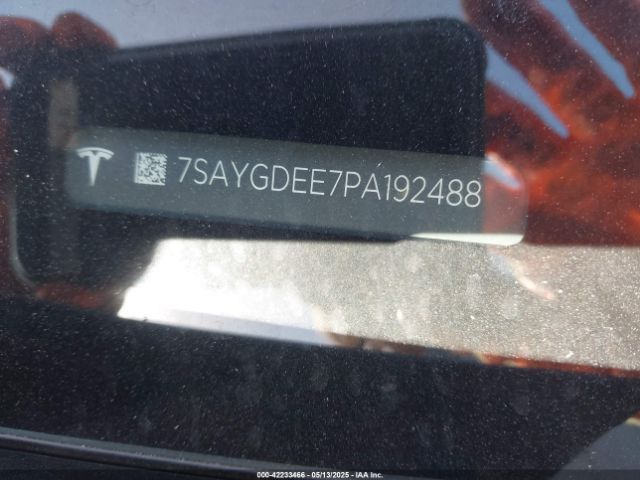 7SAYGDEE7PA192488
000-42233466 - 05/13/2025 - IAA Inc.